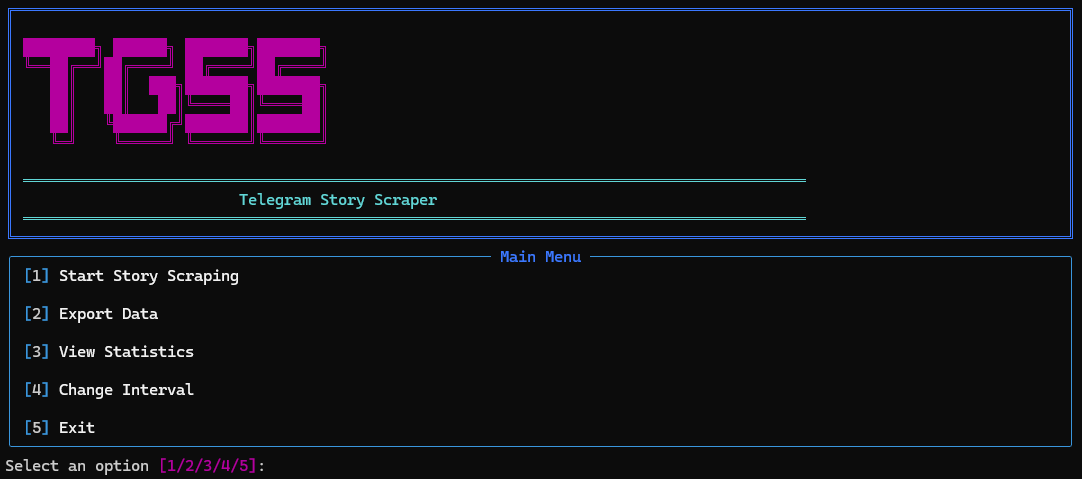 TGSS
Telegram Story Scraper
Main Menu
[1] Start Story Scraping
[2] Export Data
[3] View Statistics
[4] Change Interval
[5] Exit
Select an option [1/2/3/4/5]: